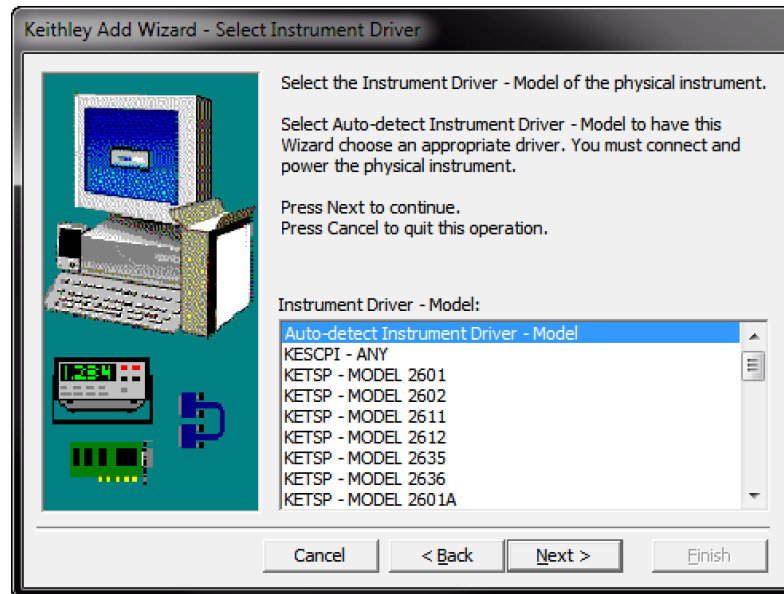 Keithley Add Wizard - Select Instrument Driver
Select the Instrument Driver - Model of the physical instrument.
Select Auto-detect Instrument Driver - Model to have this
Wizard choose an appropriate driver. You must connect and
power the physical instrument.
Press Next to continue.
Press Cancel to quit this operation.
Instrument Driver - Model:
Auto-detect Instrument Driver - Model
KESCPI - ANY
KETSP - MODEL 2601
KETSP - MODEL 2602
KETSP - MODEL 2611
KETSP - MODEL 2612
KETSP - MODEL 2635
KETSP - MODEL 2636
KETSP - MODEL 2601A
1.234
Cancel
< Back
Next >
Finish